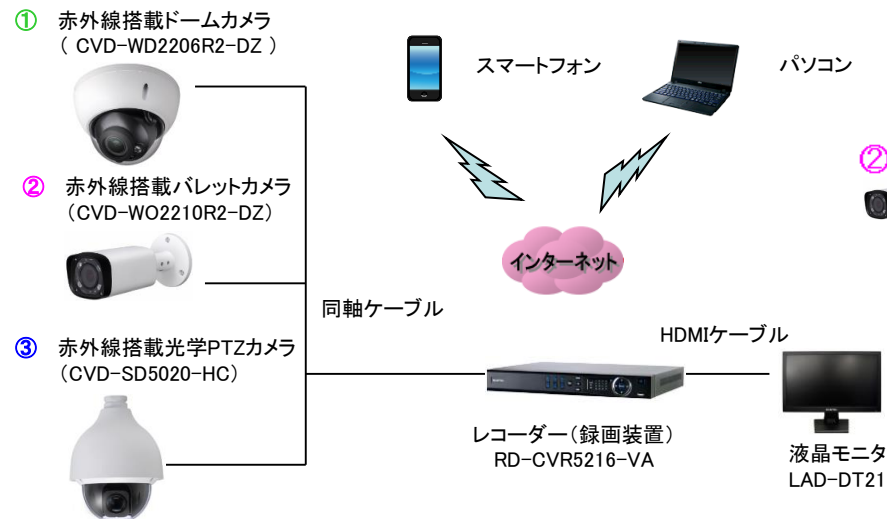 ① 赤外線搭載ドームカメラ
( CVD-WD2206R2-DZ )
スマートフォン
パソコン
②
② 赤外線搭載バレットカメラ
(CVD-WO2210R2-DZ)
インターネット
同軸ケーブル
HDMIケーブル
③ 赤外線搭載光学PTZカメラ
(CVD-SD5020-HC)
レコーダー(録画装置)
RD-CVR5216-VA
液晶モニタ
LAD-DT21